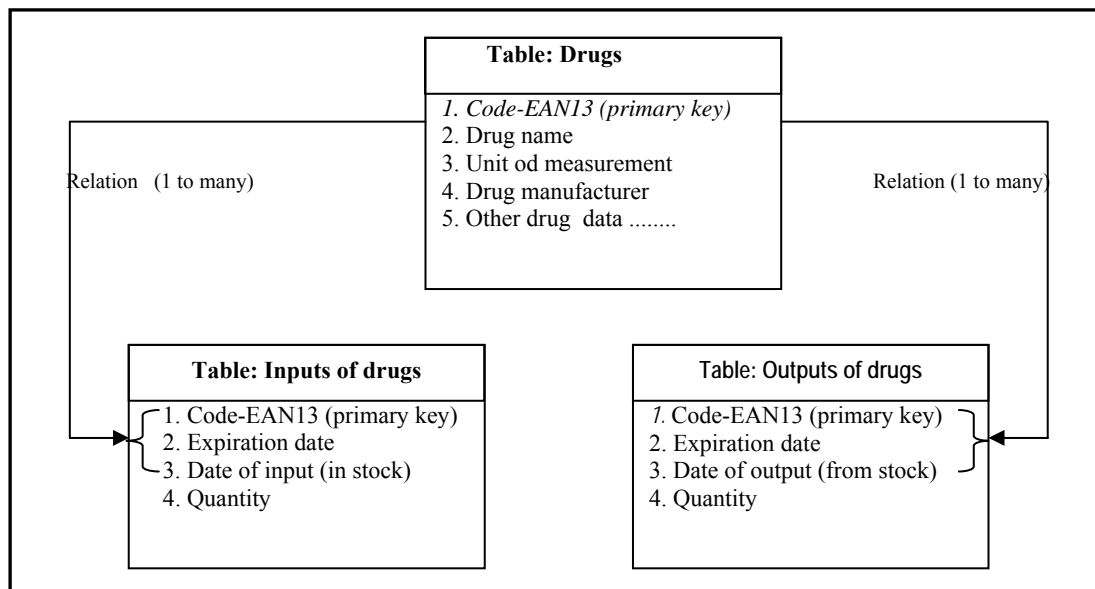 Table: Drugs
1. Code-EAN13 (primary key)
2. Drug name
3. Unit od measurement
4. Drug manufacturer
5. Other drug data ........
Relation (1 to many)
Relation (1 to many)
Table: Inputs of drugs
1. Code-EAN13 (primary key)
2. Expiration date
3. Date of input (in stock)
4. Quantity
Table: Outputs of drugs
1. Code-EAN13 (primary key)
2. Expiration date
3. Date of output (from stock)
4. Quantity